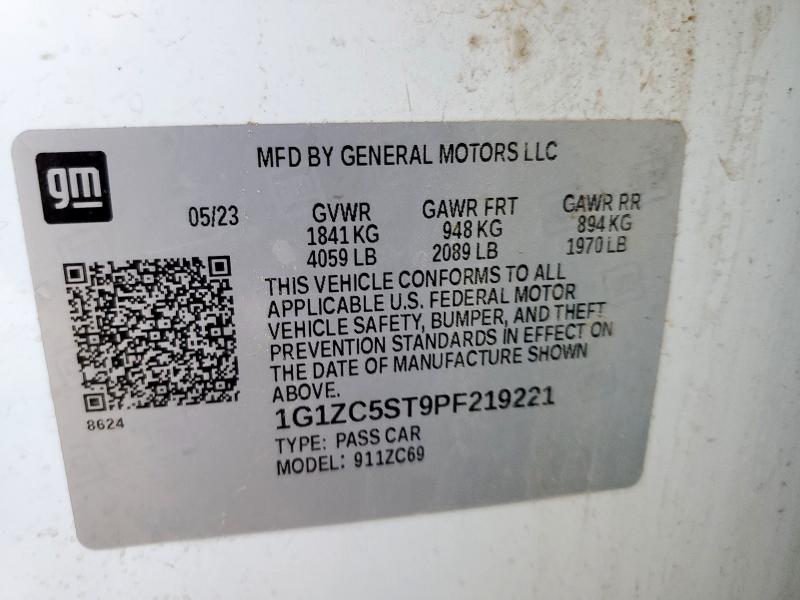 gm
MFD BY GENERAL MOTORS LLC
05/23 GVWR GAWR FRT GAWR RR
1841 KG 948 KG 894 KG
4059 LB 2089 LB 1970 LB
THIS VEHICLE CONFORMS TO ALL
APPLICABLE U.S. FEDERAL MOTOR
VEHICLE SAFETY, BUMPER, AND THEFT
PREVENTION STANDARDS IN EFFECT ON
THE DATE OF MANUFACTURE SHOWN
ABOVE.
8624
1G1ZC5ST9PF219221
TYPE: PASS CAR
MODEL: 911ZC69